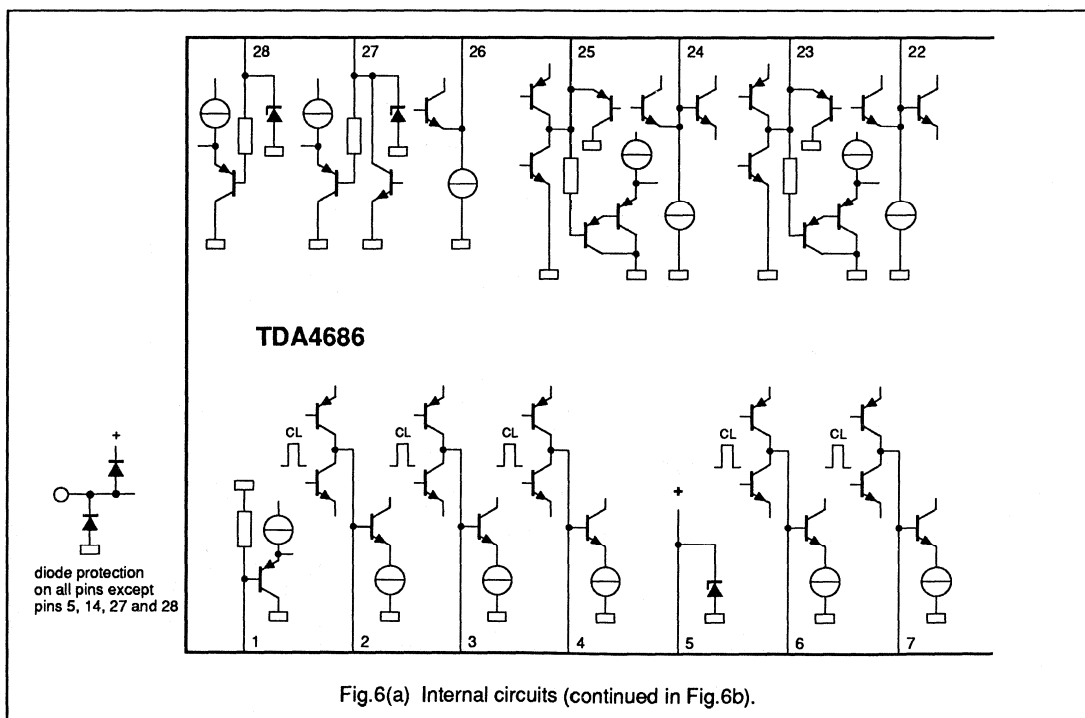 28 27 26 25 24 23 22
TDA4686
CL CL CL CL CL
+
+
diode protection
on all pins except
pins 5, 14, 27 and 28
1 2 3 4 5 6 7
Fig.6(a) Internal circuits (continued in Fig.6b).